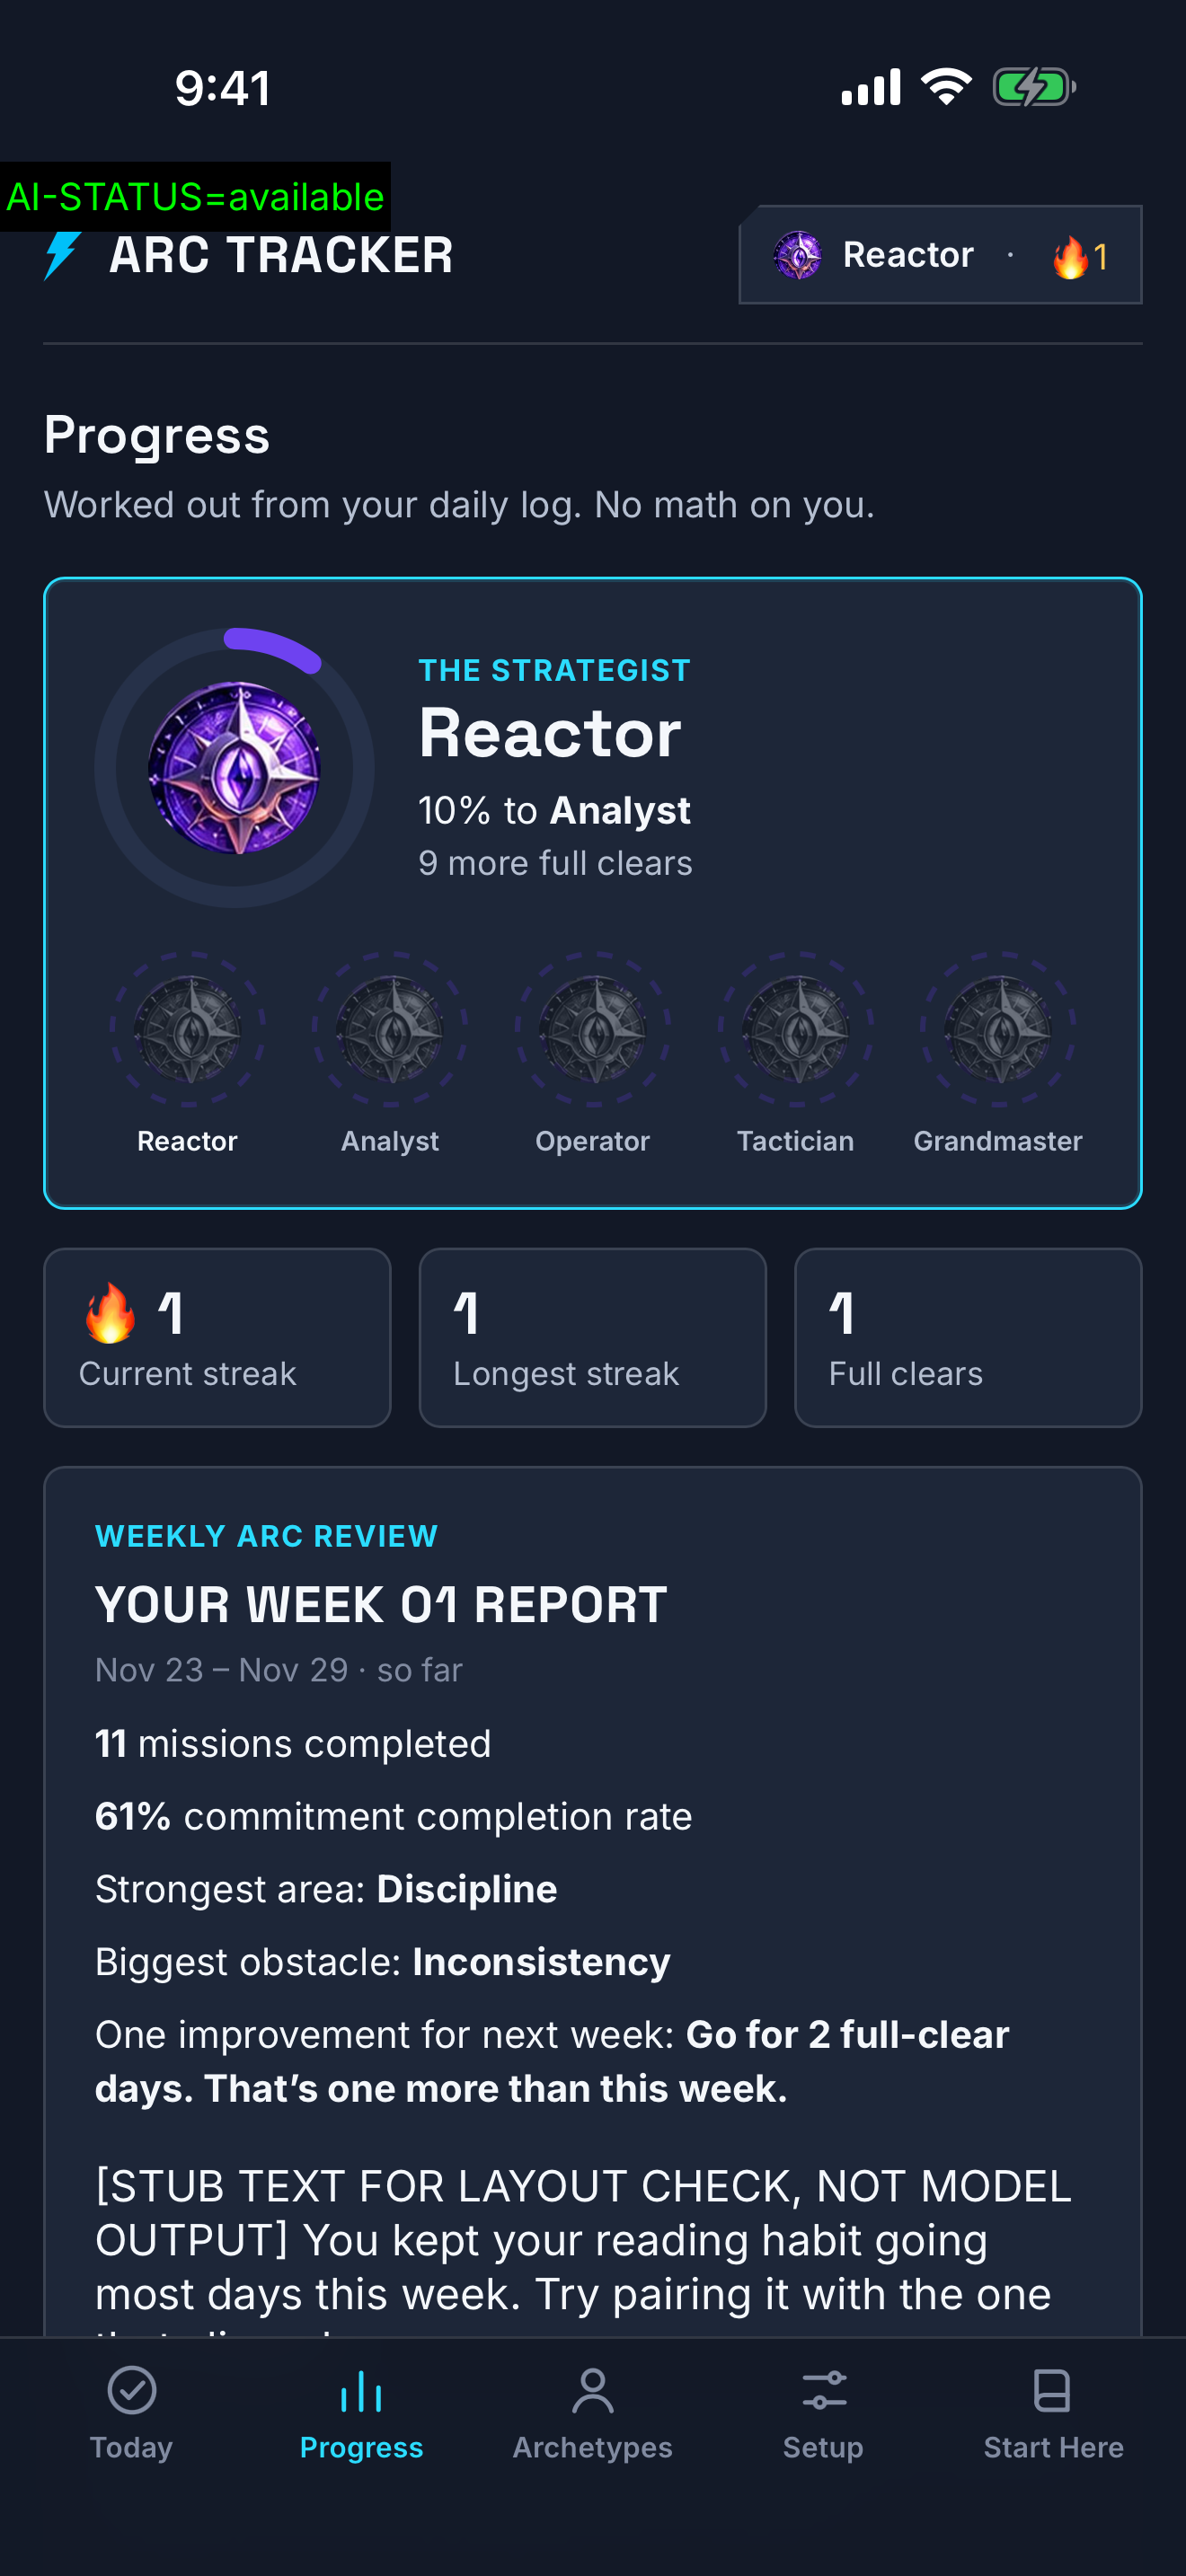 9:41
AI-STATUS=available
ARC TRACKER
Reactor · 🔥1
Progress
Worked out from your daily log. No math on you.
THE STRATEGIST
Reactor
10% to Analyst
9 more full clears
Reactor
Analyst
Operator
Tactician
Grandmaster
🔥 1
Current streak
1
Longest streak
1
Full clears
WEEKLY ARC REVIEW
YOUR WEEK 01 REPORT
Nov 23 – Nov 29 · so far
11 missions completed
61% commitment completion rate
Strongest area: Discipline
Biggest obstacle: Inconsistency
One improvement for next week: Go for 2 full-clear
days. That’s one more than this week.
[STUB TEXT FOR LAYOUT CHECK, NOT MODEL
OUTPUT] You kept your reading habit going
most days this week. Try pairing it with the one
Today
Progress
Archetypes
Setup
Start Here